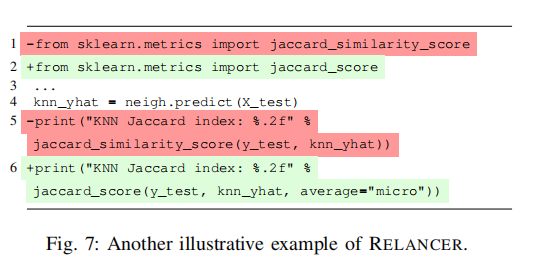 1 -from sklearn.metrics import jaccard_similarity_score
2 +from sklearn.metrics import jaccard_score
3 ...
4 knn_yhat = neigh.predict(X_test)
5 -print("KNN Jaccard index: %.2f" %
jaccard_similarity_score(y_test, knn_yhat))
6 +print("KNN Jaccard index: %.2f" %
jaccard_score(y_test, knn_yhat, average="micro"))
Fig. 7: Another illustrative example of RELANCER.